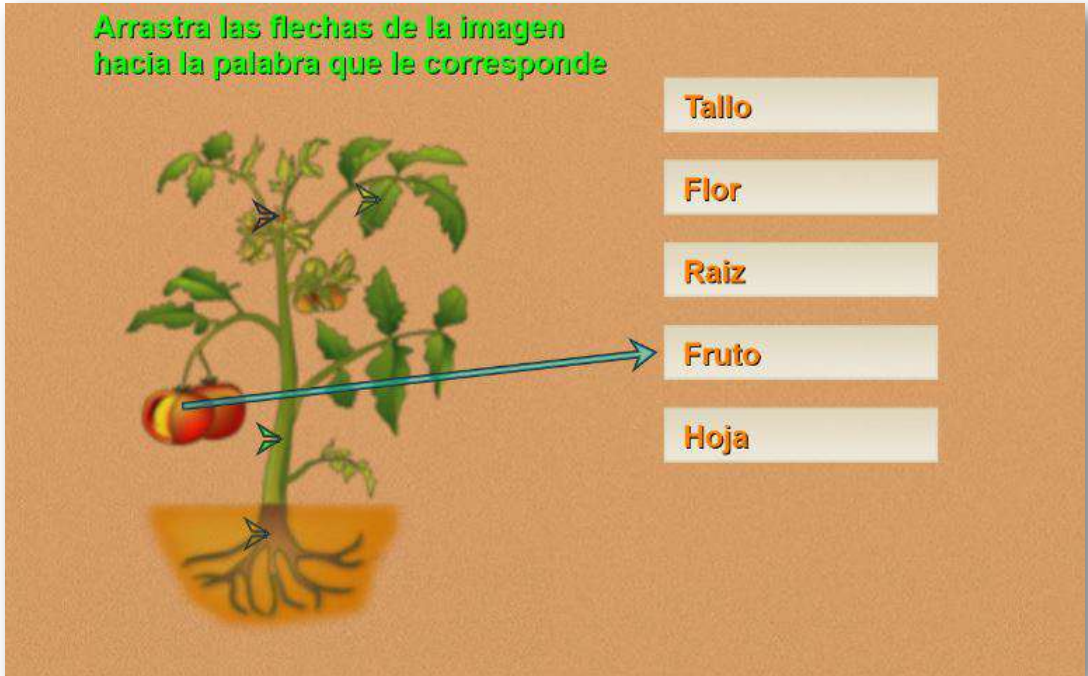 Arrastra las flechas de la imagen
hacia la palabra que le corresponde
Tallo
Flor
Raiz
Fruto
Hoja